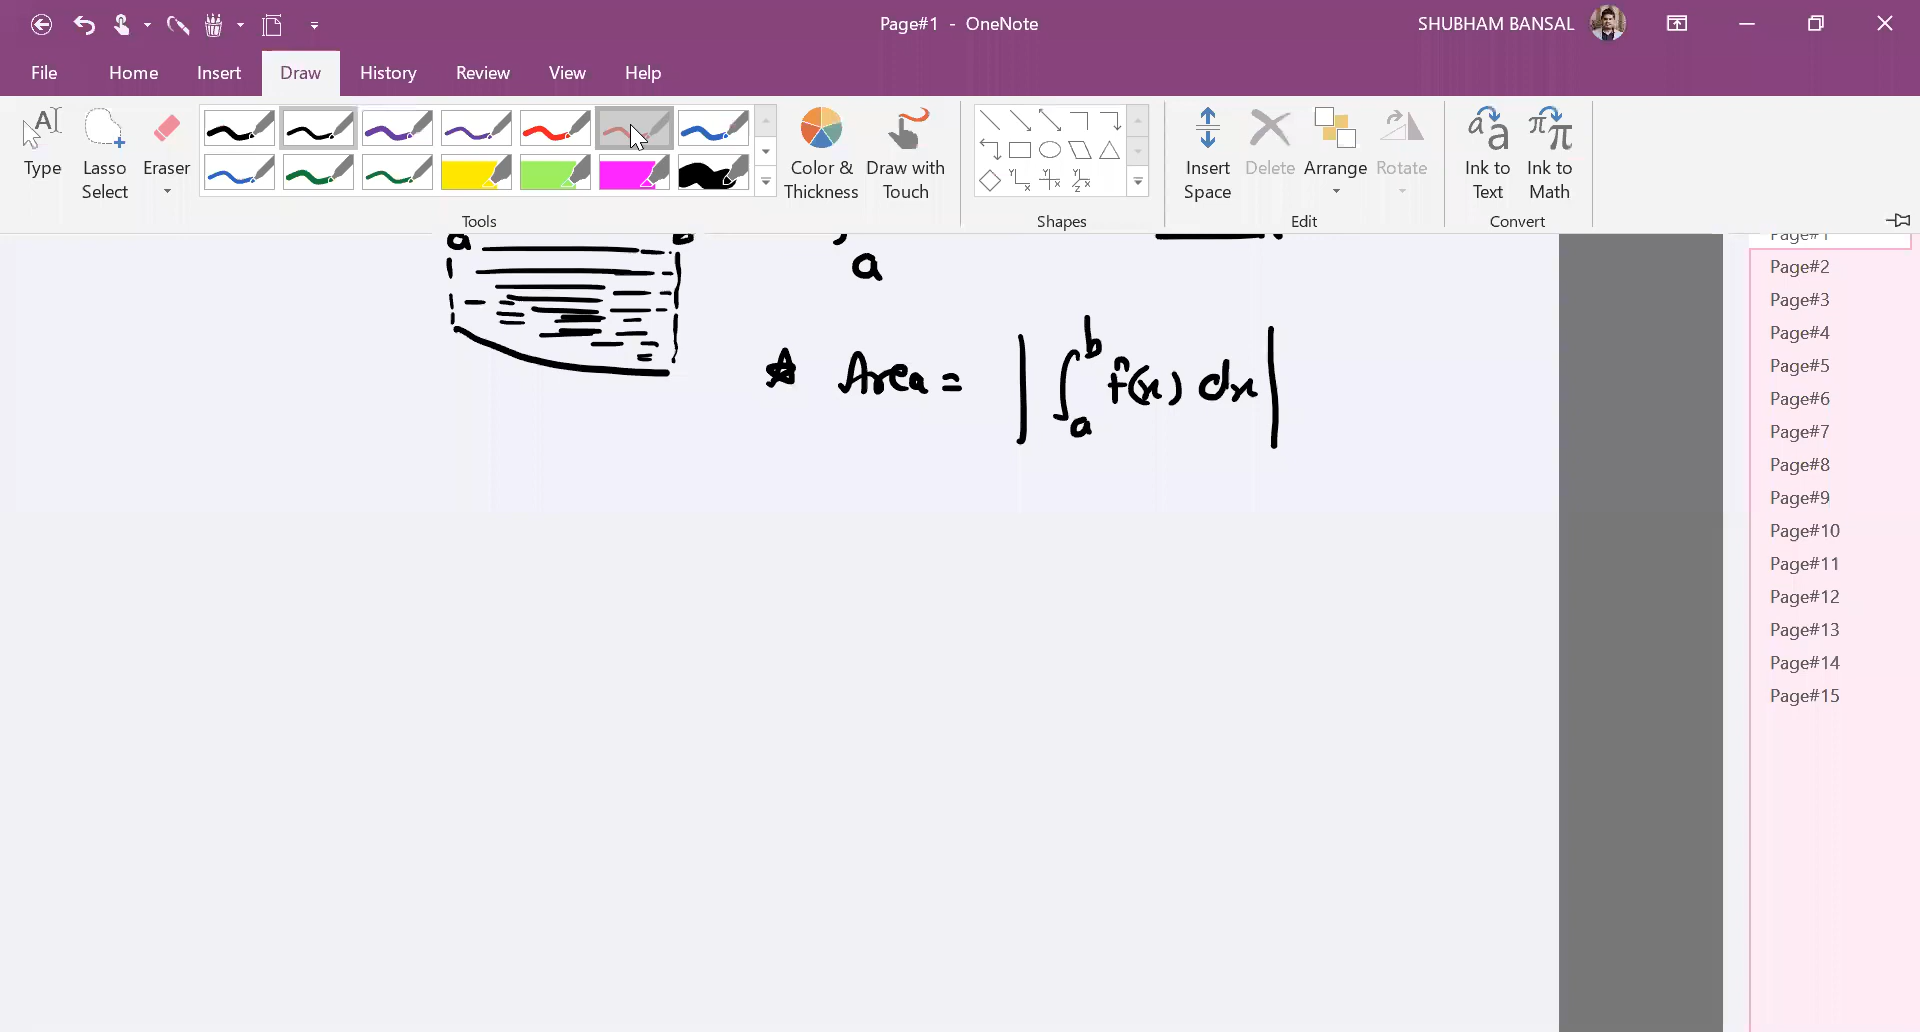 Page#1 - OneNote
SHUBHAM BANSAL
File Home Insert Draw History Review View Help
Type
Lasso Select
Eraser
Color & Thickness
Draw with Touch
Insert Space
Delete
Arrange
Rotate
Ink to Text
Ink to Math
Tools
Shapes
Edit
Convert
a b
a
Area = | ∫_a^b f(x) dx |
Page#1
Page#2
Page#3
Page#4
Page#5
Page#6
Page#7
Page#8
Page#9
Page#10
Page#11
Page#12
Page#13
Page#14
Page#15